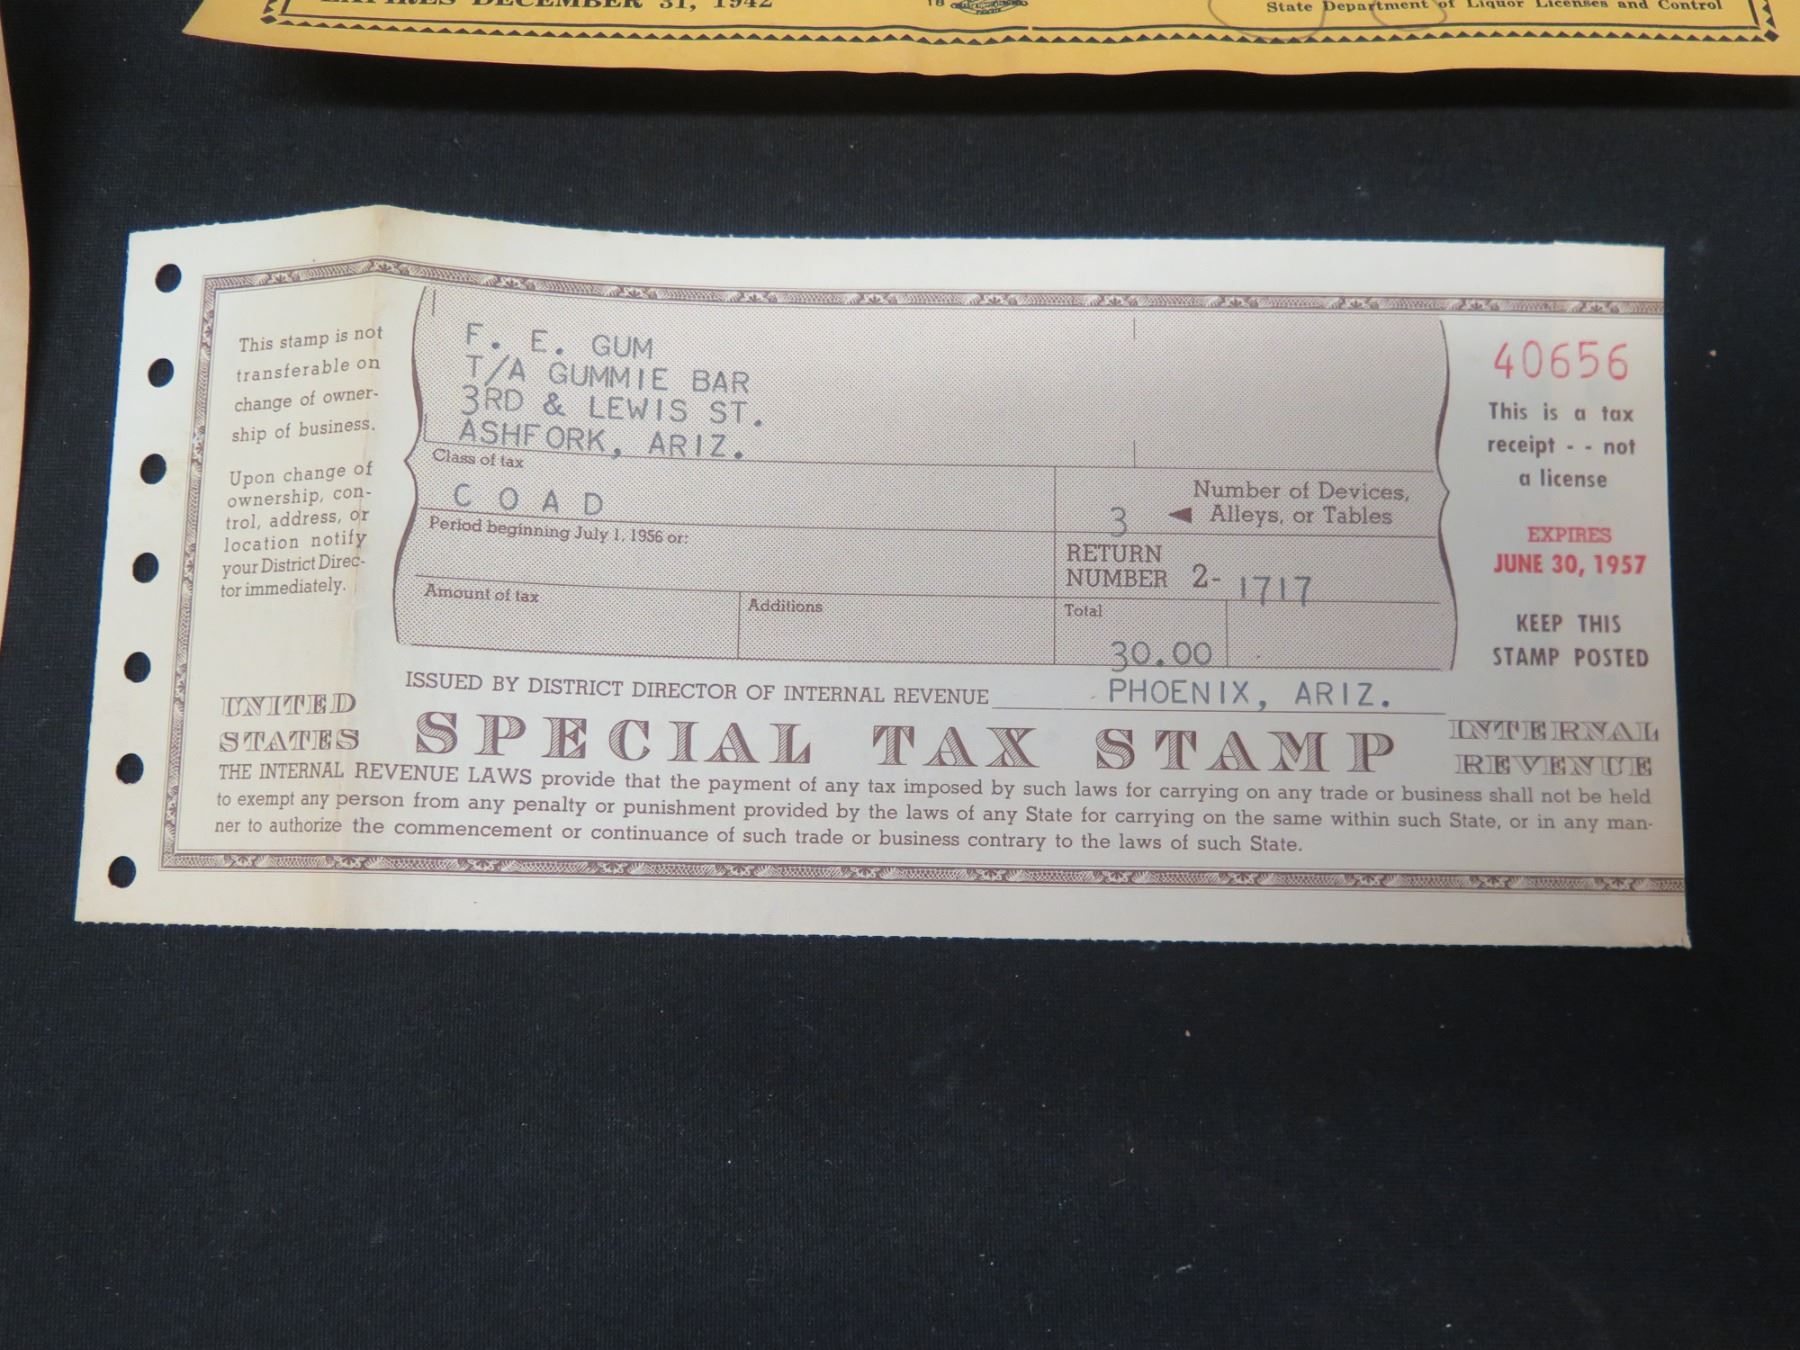 EXPIRES DECEMBER 31, 1942
18
State Department of Liquor Licenses and Control
This stamp is not
transferable on
change of owner-
ship of business.
Upon change of
ownership, con-
trol, address, or
location notify
your District Direc-
tor immediately.
F. E. GUM
T/A GUMMIE BAR
3RD & LEWIS ST.
ASHFORK, ARIZ.
Class of tax
C O A D
3 ◄ Number of Devices,
Alleys, or Tables
Period beginning July 1, 1956 or:
RETURN
NUMBER 2- 1717
Amount of tax
Additions
Total
30.00
40656
This is a tax
receipt - - not
a license
EXPIRES
JUNE 30, 1957
KEEP THIS
STAMP POSTED
ISSUED BY DISTRICT DIRECTOR OF INTERNAL REVENUE PHOENIX, ARIZ.
UNITED
STATES
SPECIAL TAX STAMP
INTERNAL
REVENUE
THE INTERNAL REVENUE LAWS provide that the payment of any tax imposed by such laws for carrying on any trade or business shall not be held
to exempt any person from any penalty or punishment provided by the laws of any State for carrying on the same within such State, or in any man-
ner to authorize the commencement or continuance of such trade or business contrary to the laws of such State.